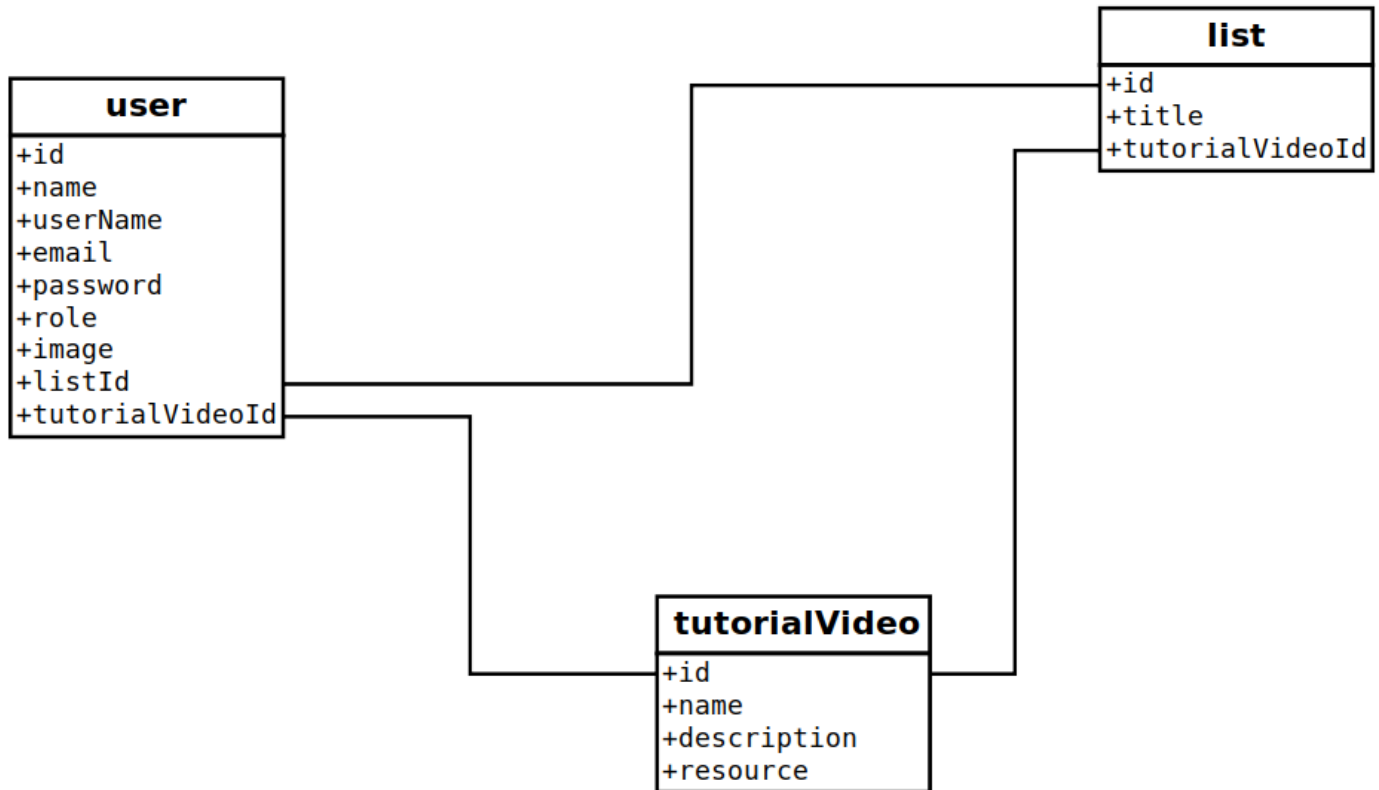 user
+id
+name
+userName
+email
+password
+role
+image
+listId
+tutorialVideoId
list
+id
+title
+tutorialVideoId
tutorialVideo
+id
+name
+description
+resource